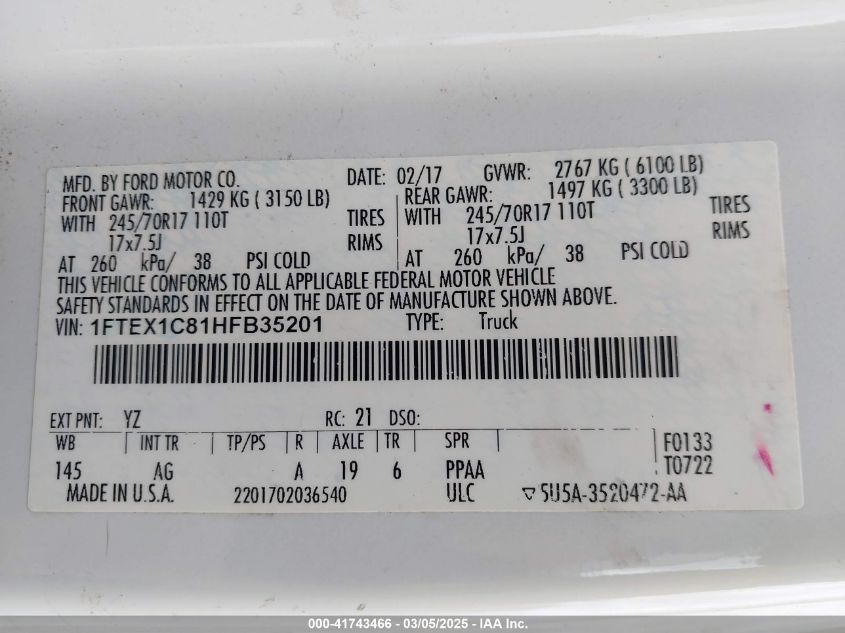 MFD. BY FORD MOTOR CO. DATE: 02/17 GVWR: 2767 KG ( 6100 LB)
FRONT GAWR: 1429 KG ( 3150 LB) REAR GAWR: 1497 KG ( 3300 LB)
WITH 245/70R17 110T TIRES WITH 245/70R17 110T TIRES
17x7.5J RIMS 17x7.5J RIMS
AT 260 kPa/ 38 PSI COLD AT 260 kPa/ 38 PSI COLD
THIS VEHICLE CONFORMS TO ALL APPLICABLE FEDERAL MOTOR VEHICLE
SAFETY STANDARDS IN EFFECT ON THE DATE OF MANUFACTURE SHOWN ABOVE.
VIN: 1FTEX1C81HFB35201 TYPE: Truck
EXT PNT: YZ RC: 21 DSO:
WB INT TR TP/PS R AXLE TR SPR F0133
145 AG A 19 6 PPAA T0722
MADE IN U.S.A. 2201702036540 ULC ▽5U5A-3520472-AA
000-41743466 - 03/05/2025 - IAA Inc.